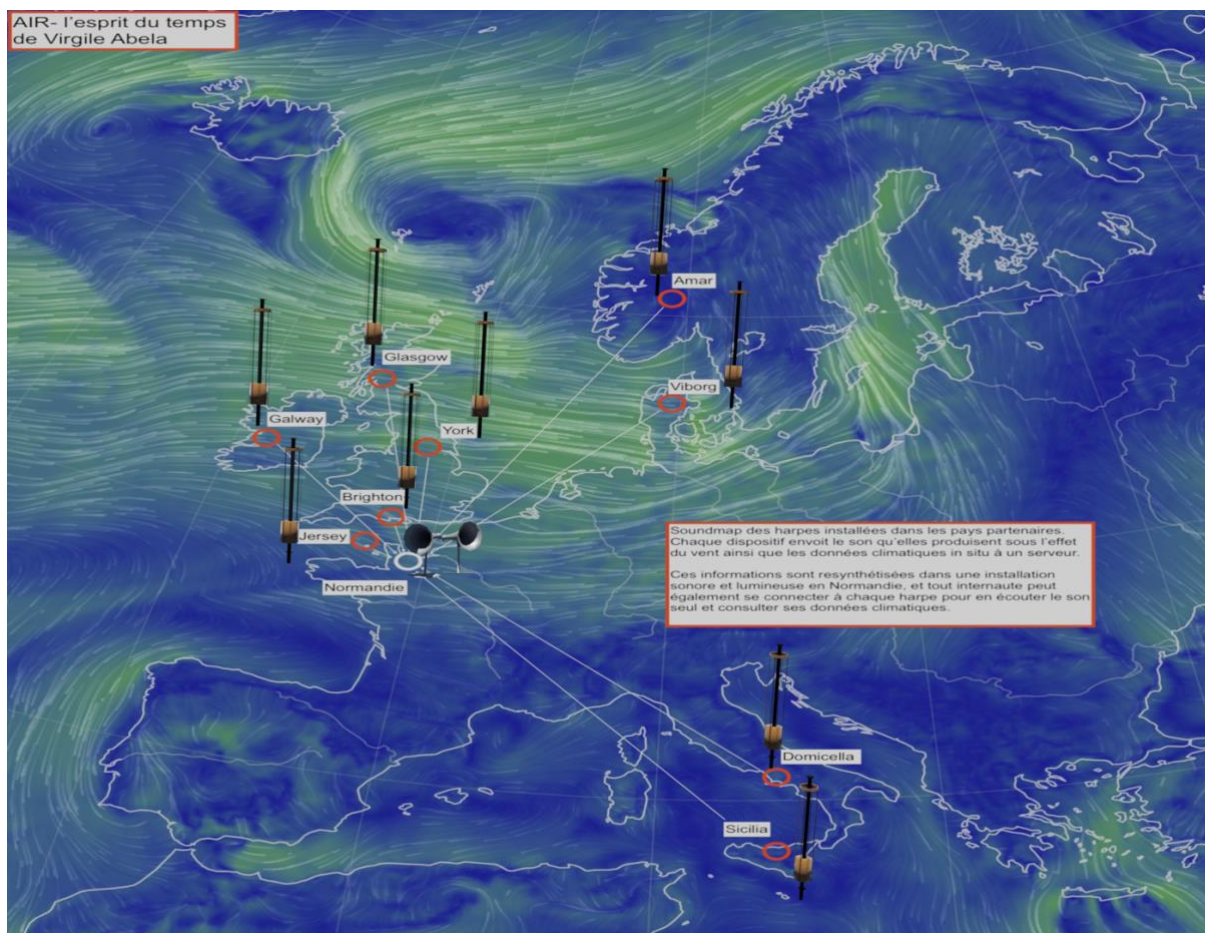 AIR- l'esprit du temps
de Virgile Abela
Amar
Glasgow
Viborg
Galway
York
Brighton
Jersey
Normandie
Soundmap des harpes installées dans les pays partenaires.
Chaque dispositif envoit le son qu'elles produisent sous l'effet
du vent ainsi que les données climatiques in situ à un serveur.
Ces informations sont resynthétisées dans une installation
sonore et lumineuse en Normandie, et tout internaute peut
également se connecter à chaque harpe pour en écouter le son
seul et consulter ses données climatiques.
Domicella
Sicilia